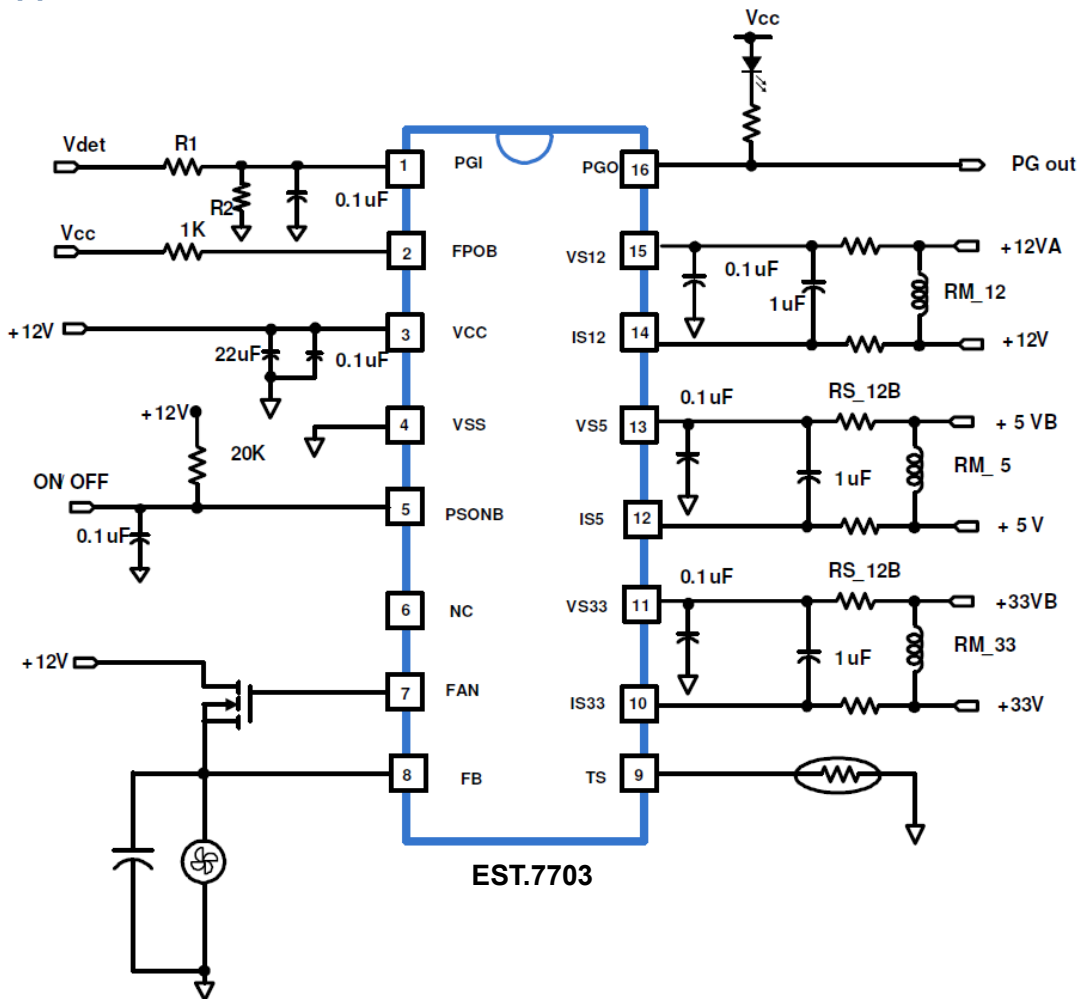 Vcc
Vdet
R1
1
PGI
PGO
16
PG out
R2
0.1uF
Vcc
1K
2
FPOB
VS12
15
0.1uF
+12VA
1uF
RM_12
+12V
3
VCC
IS12
14
+12V
22uF
0.1uF
+12V
4
VSS
VS5
13
0.1uF
RS_12B
+ 5 VB
20K
1uF
RM_ 5
ON/ OFF
5
PSONB
IS5
12
+ 5 V
0.1uF
6
NC
VS33
11
0.1uF
RS_12B
+33VB
1uF
RM_33
+12V
7
FAN
IS33
10
+33V
8
FB
TS
9
EST.7703